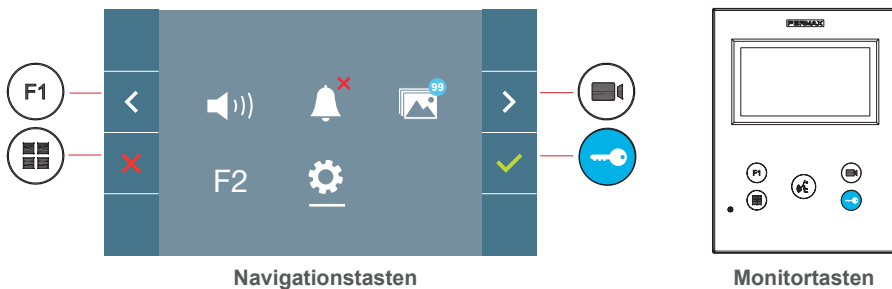 FERMAX
F1
99
F2
F1
Navigationstasten
Monitortasten